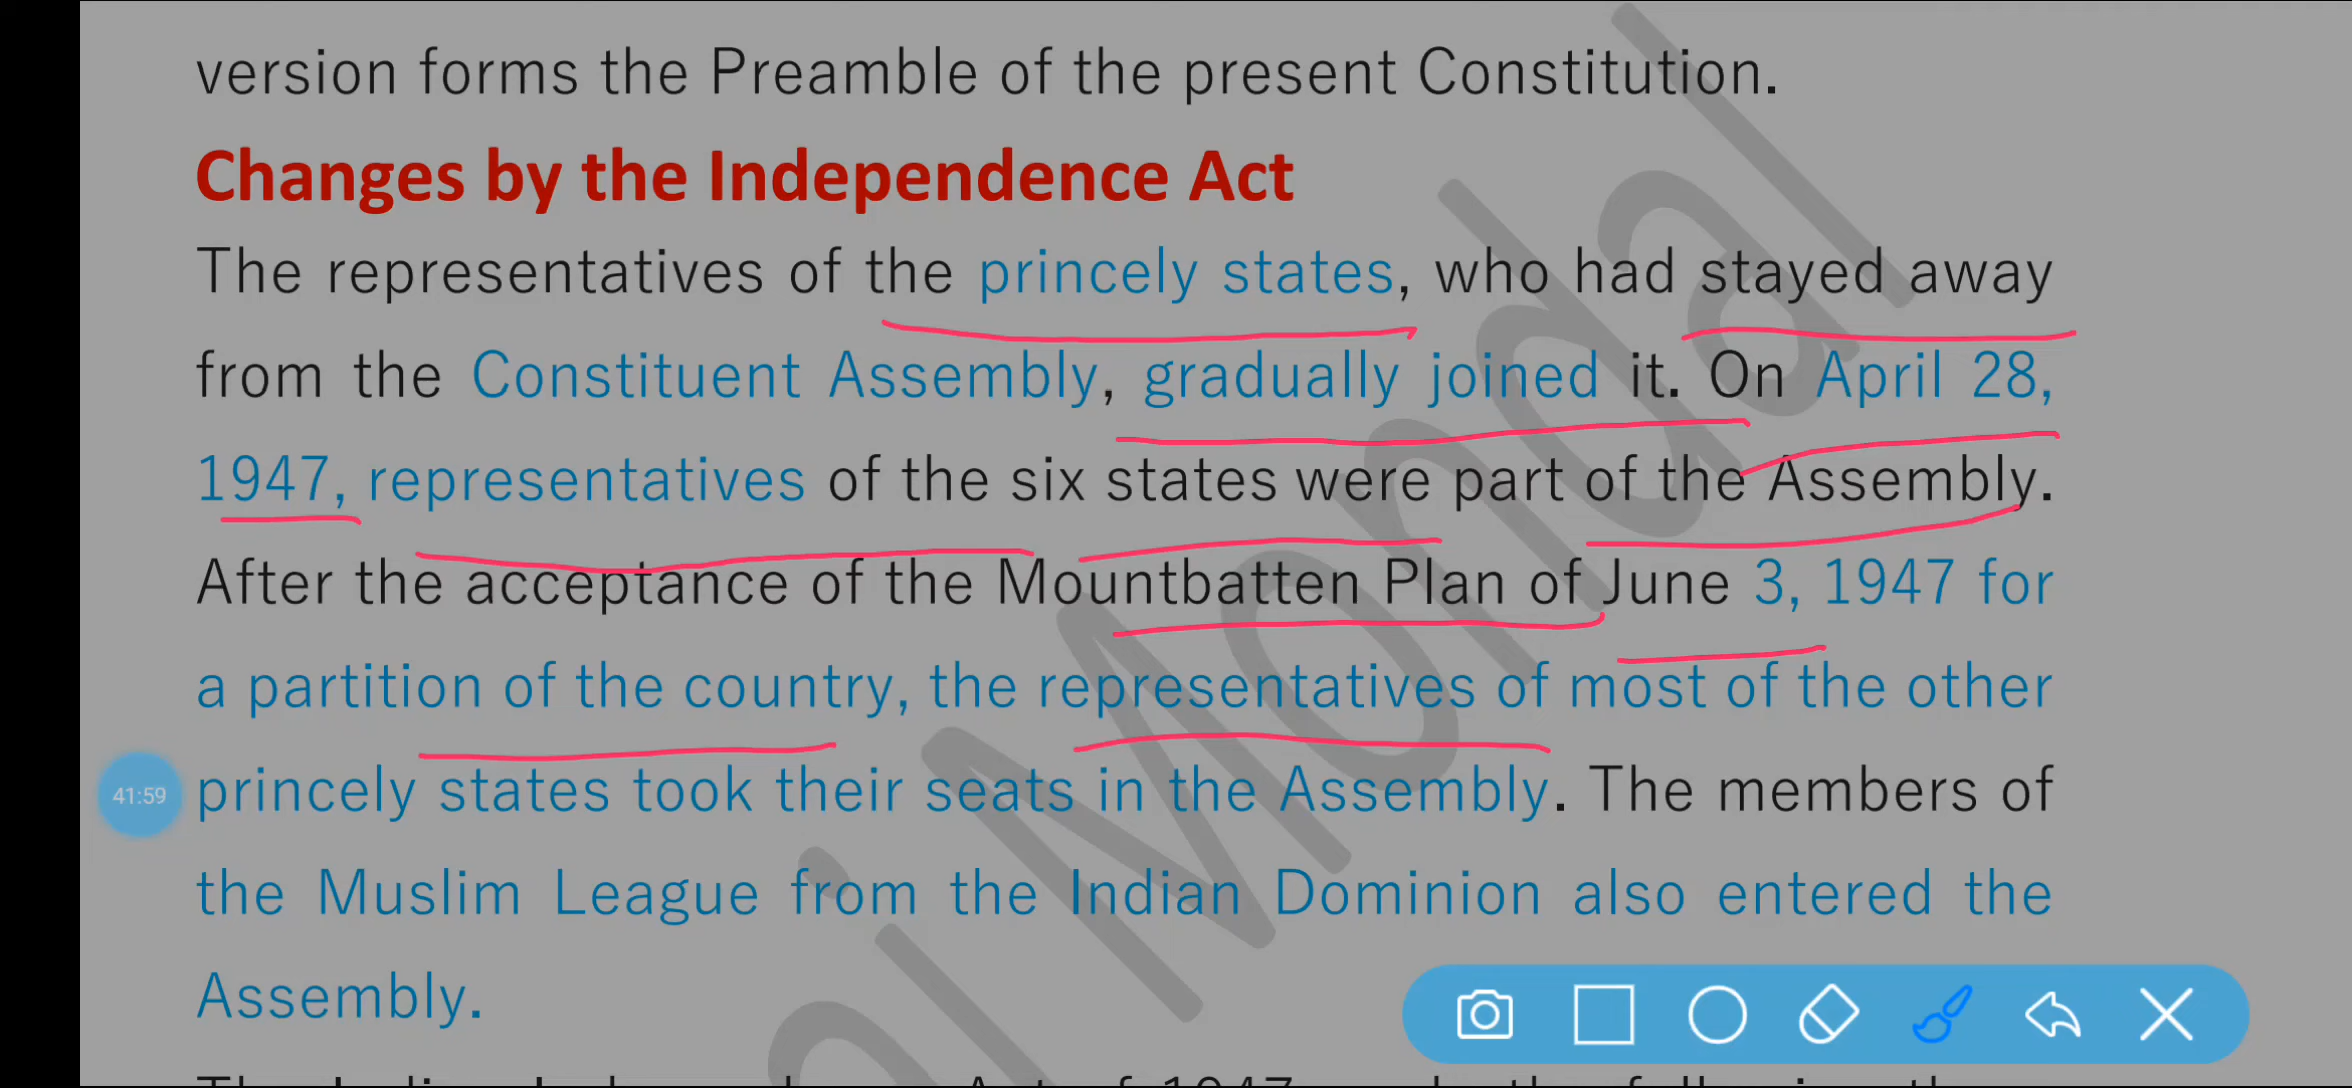 version forms the Preamble of the present Constitution.
Changes by the Independence Act
The representatives of the princely states, who had stayed away
from the Constituent Assembly, gradually joined it. On April 28,
1947, representatives of the six states were part of the Assembly.
After the acceptance of the Mountbatten Plan of June 3, 1947 for
a partition of the country, the representatives of most of the other
41:59 princely states took their seats in the Assembly. The members of
the Muslim League from the Indian Dominion also entered the
Assembly.
Mondal